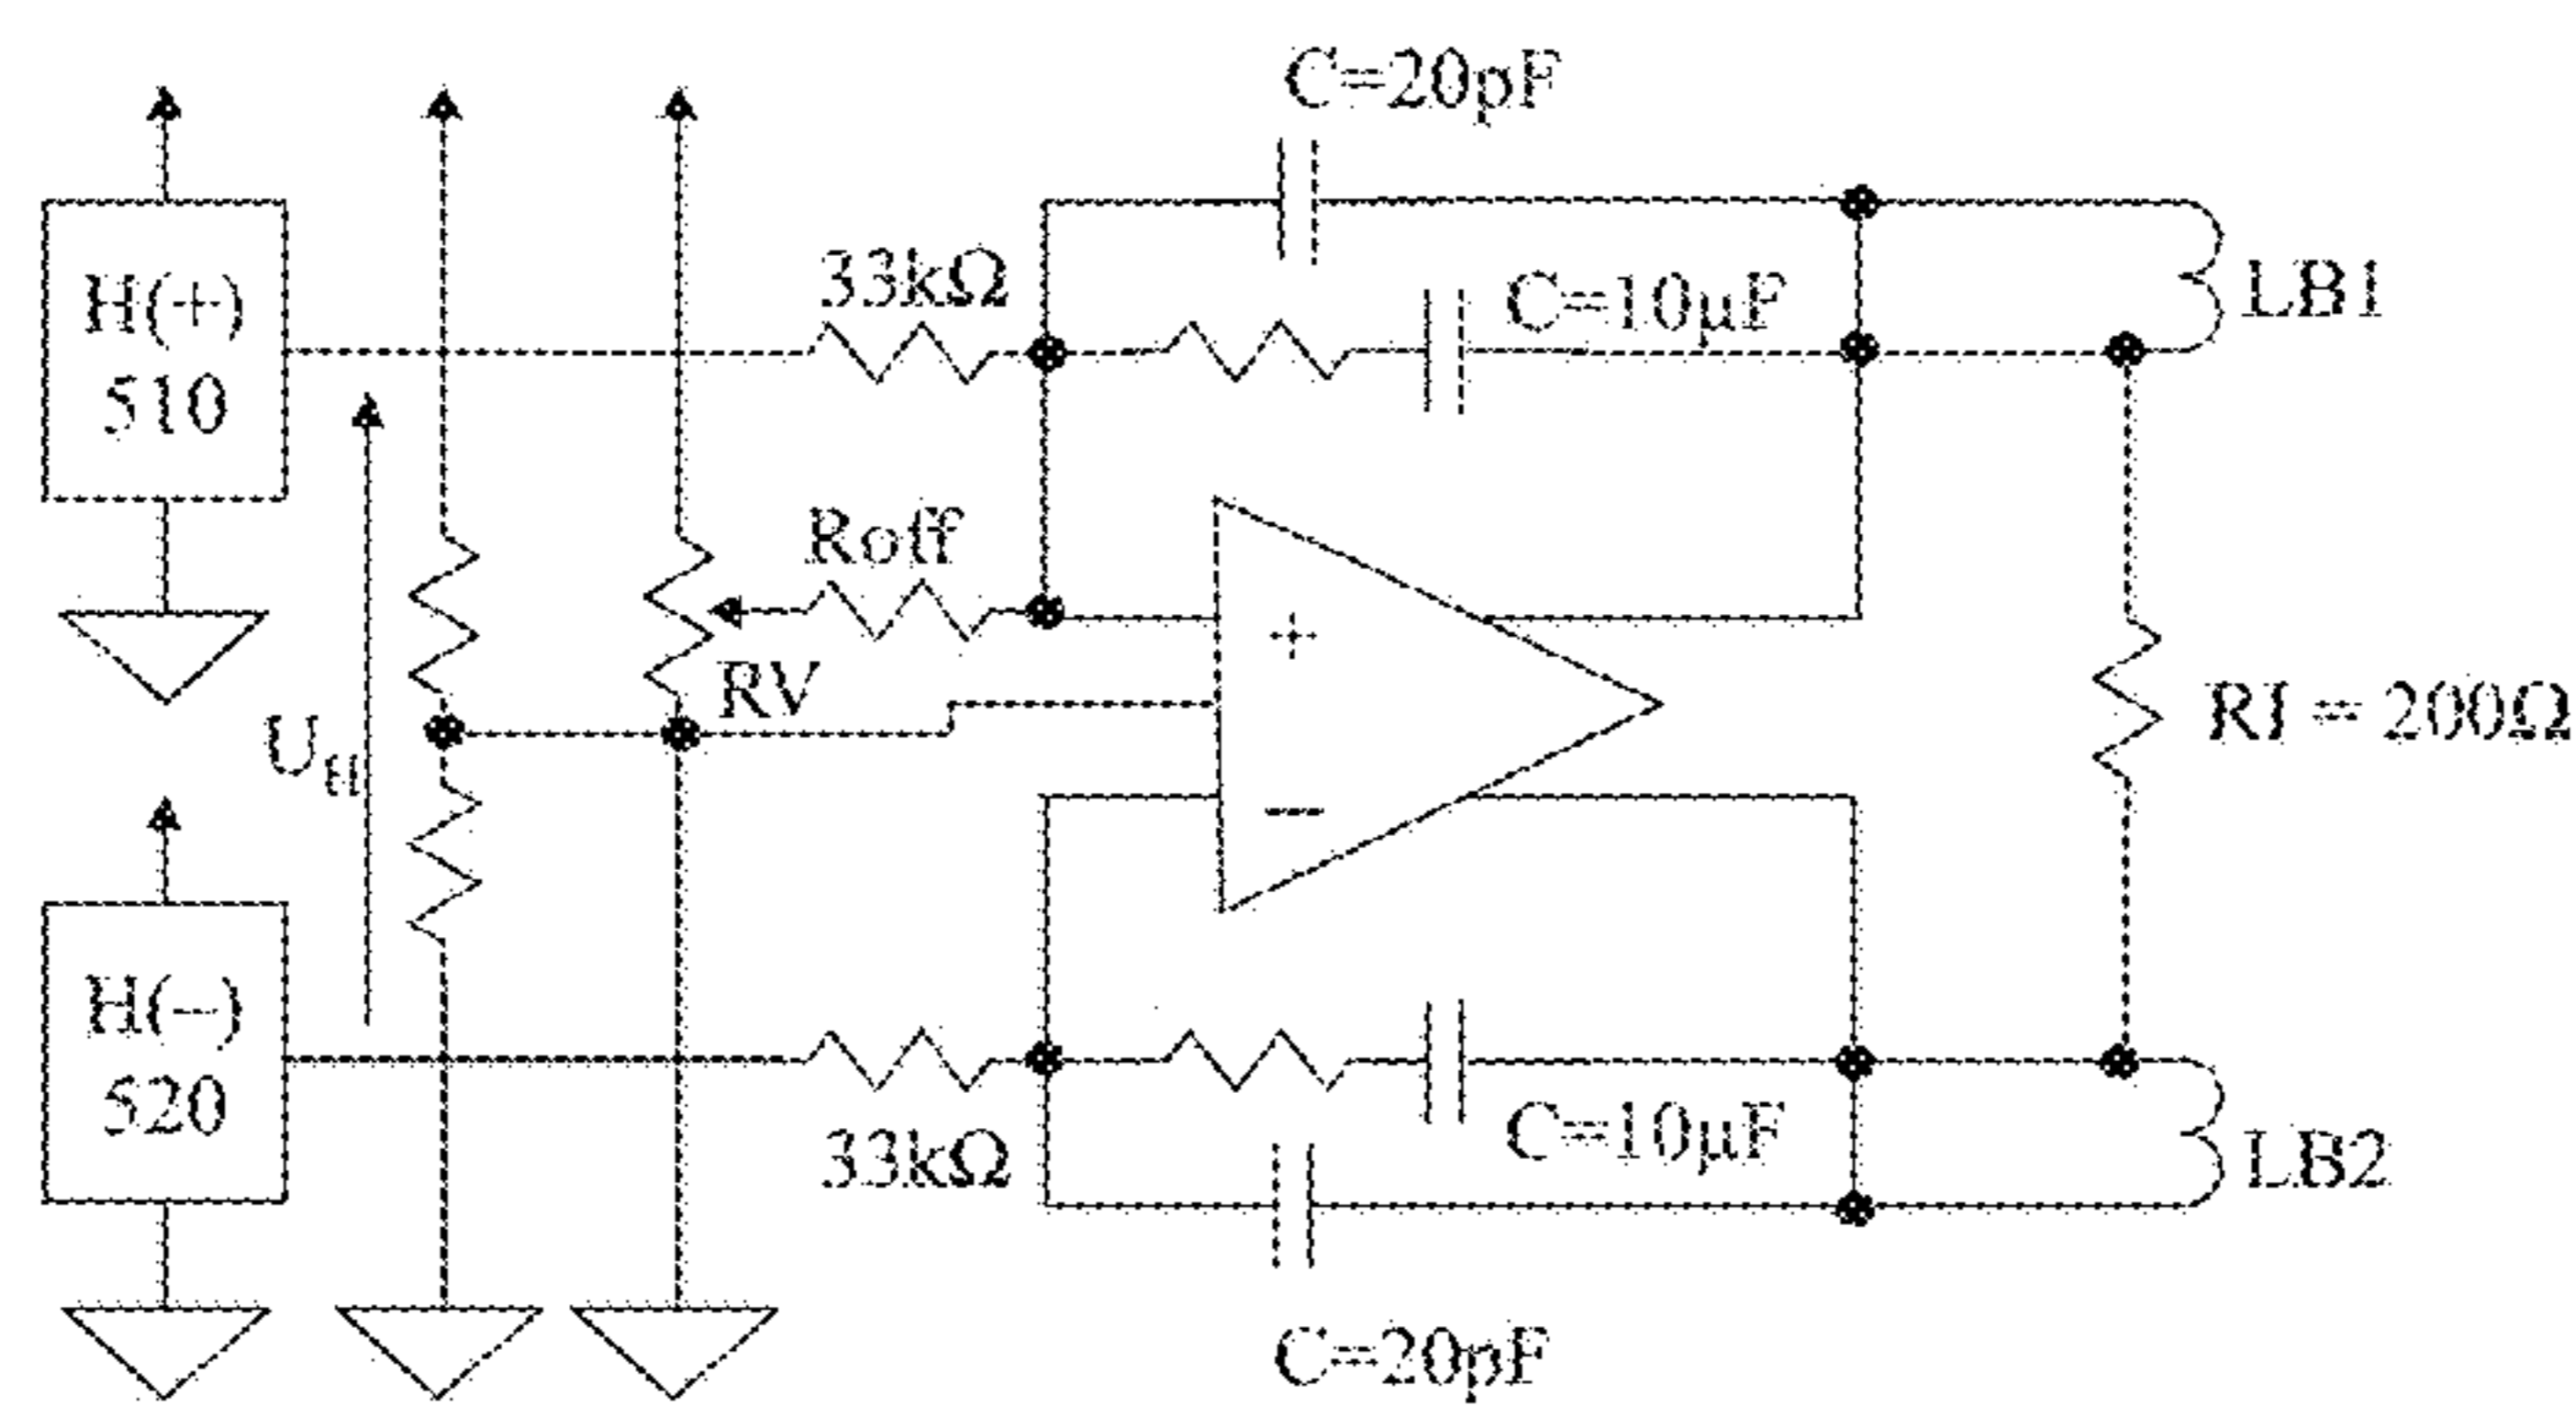 C=20pF
33kΩ
C=10µF
H(+)
510
LB1
Roff
+
RV
U_H
RI = 200Ω
−
H(−)
520
33kΩ
C=10µF
LB2
C=20pF